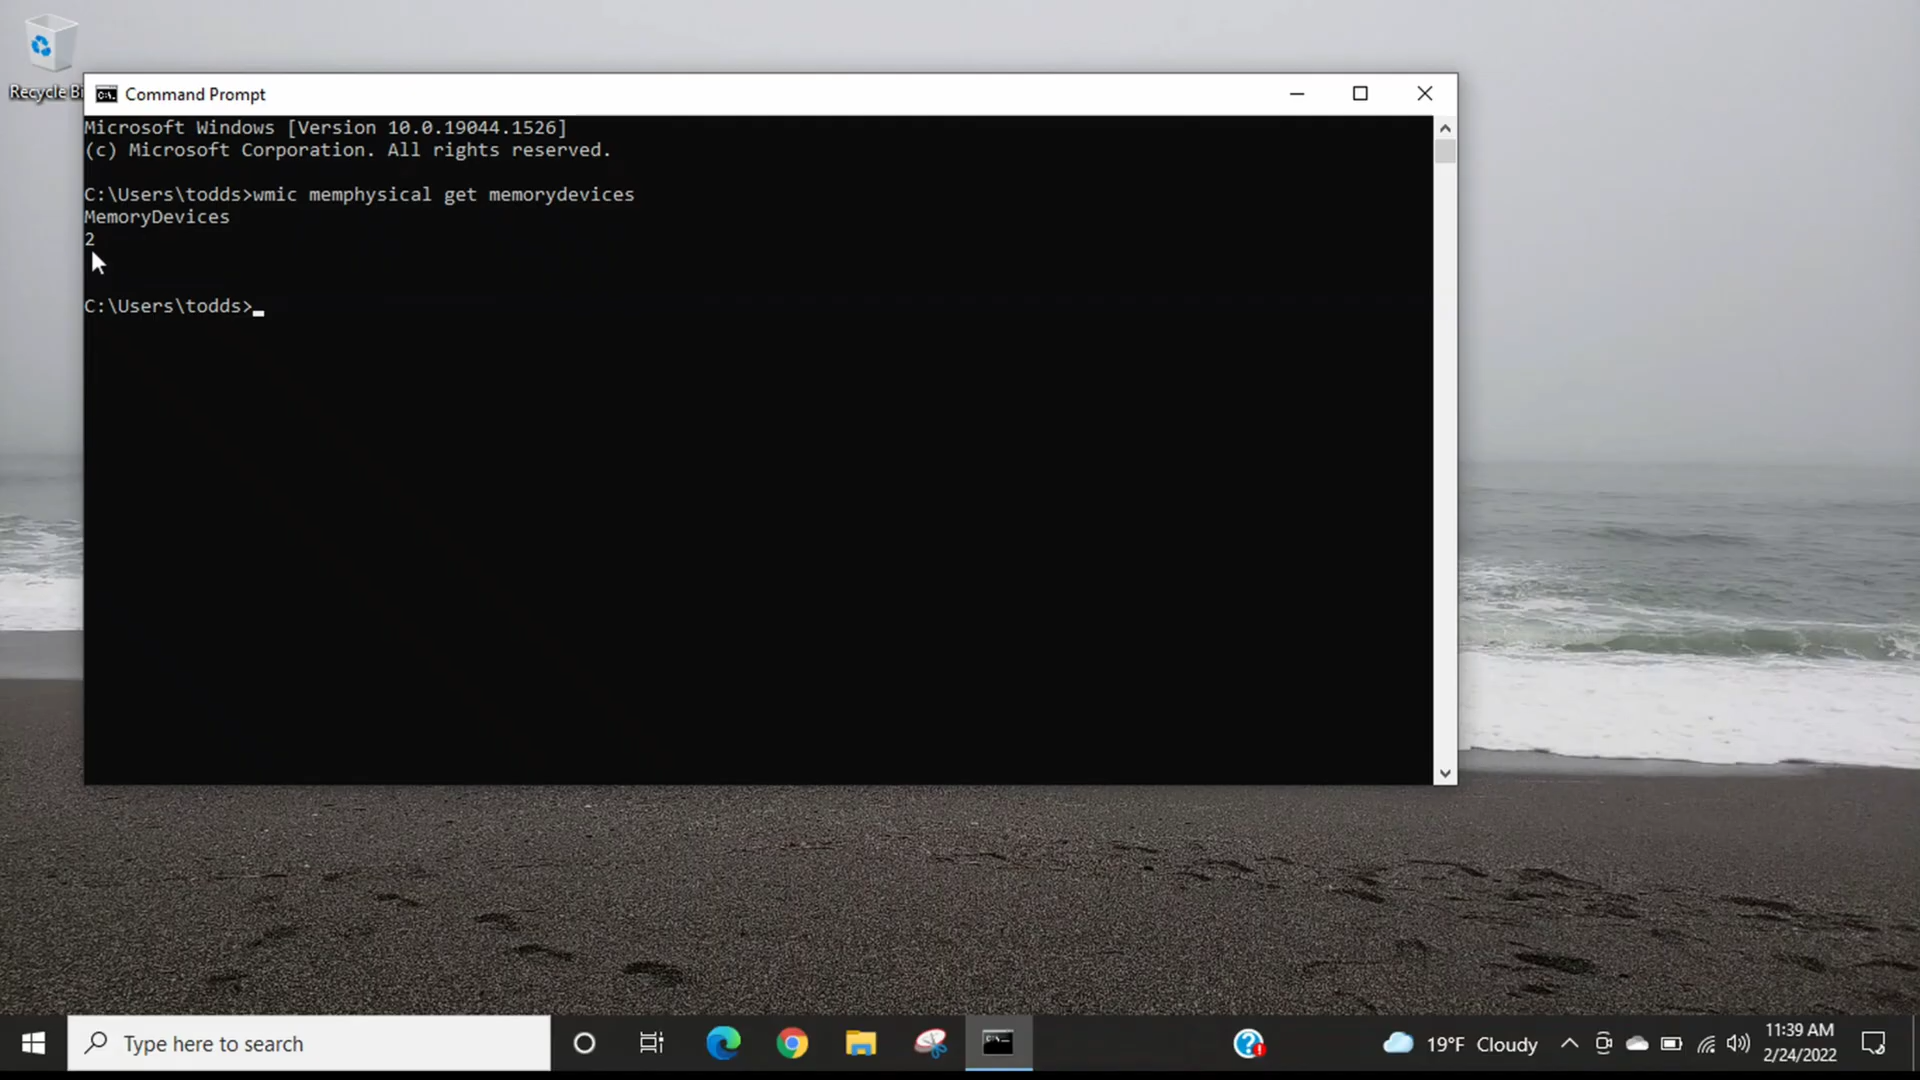 Recycle Bi
Command Prompt
Microsoft Windows [Version 10.0.19044.1526]
(c) Microsoft Corporation. All rights reserved.
C:\Users\todds>wmic memphysical get memorydevices
MemoryDevices
2
C:\Users\todds>
Type here to search
19°F Cloudy
11:39 AM
2/24/2022